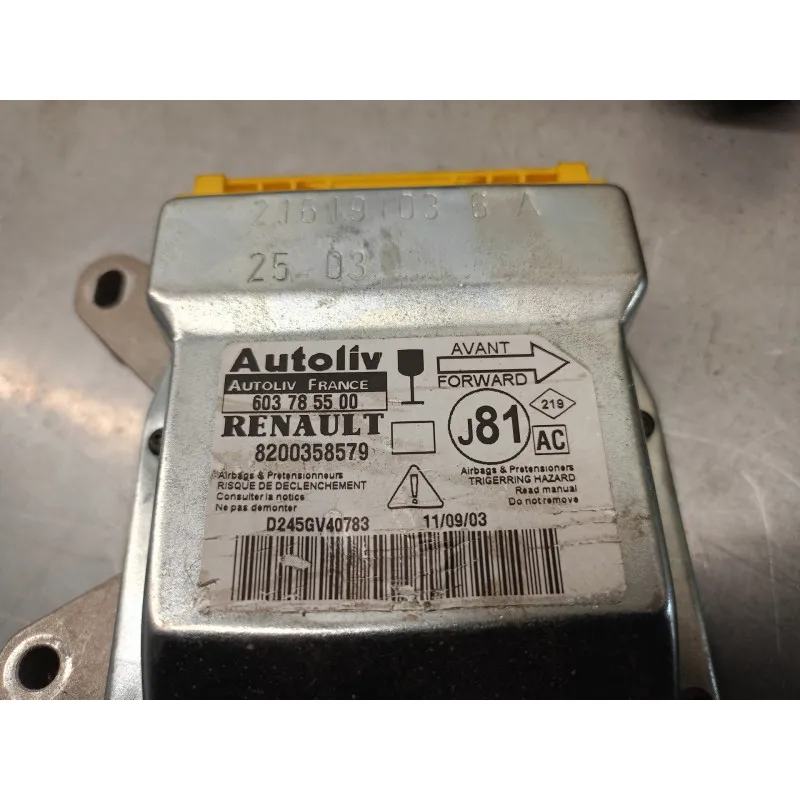 21619103 6 A
25 03
Autoliv
AUTOLIV FRANCE
603 78 55 00
RENAULT
8200358579
AVANT
FORWARD
J81
219
AC
Airbags & Pretensionneurs
RISQUE DE DECLENCHEMENT
Consulter la notice
Ne pas demonter
!
Airbags & Pretensioners
TRIGERRING HAZARD
Read manual
Do not remove
D245GV40783 11/09/03